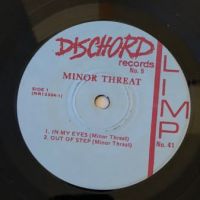 DISCHORD
records
No. 5
MINOR THREAT
SIDE 1
1. IN MY EYES (Minor Threat)
2. OUT OF STEP (Minor Threat)
LIMP
No. 41